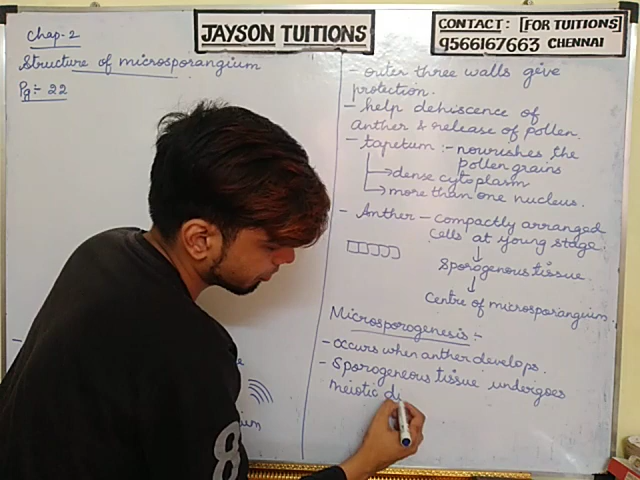 JAYSON TUITIONS
CONTACT: [FOR TUITIONS]
9566167663 CHENNAI
Chap-2
Structure of microsporangium
Pg:- 22
- outer three walls give
protection.
- help dehiscence of
Anther & release of pollen.
- tapetum:- nourishes the
pollen grains
→ dense cytoplasm
→ more than one nucleus.
- Anther - compactly arranged
cells at young stage.
↓
Sporogenous tissue
↓
Centre of microsporangium.
Microsporogenesis:-
- occurs when anther develops.
- Sporogeneous tissue undergoes
meiotic di
8